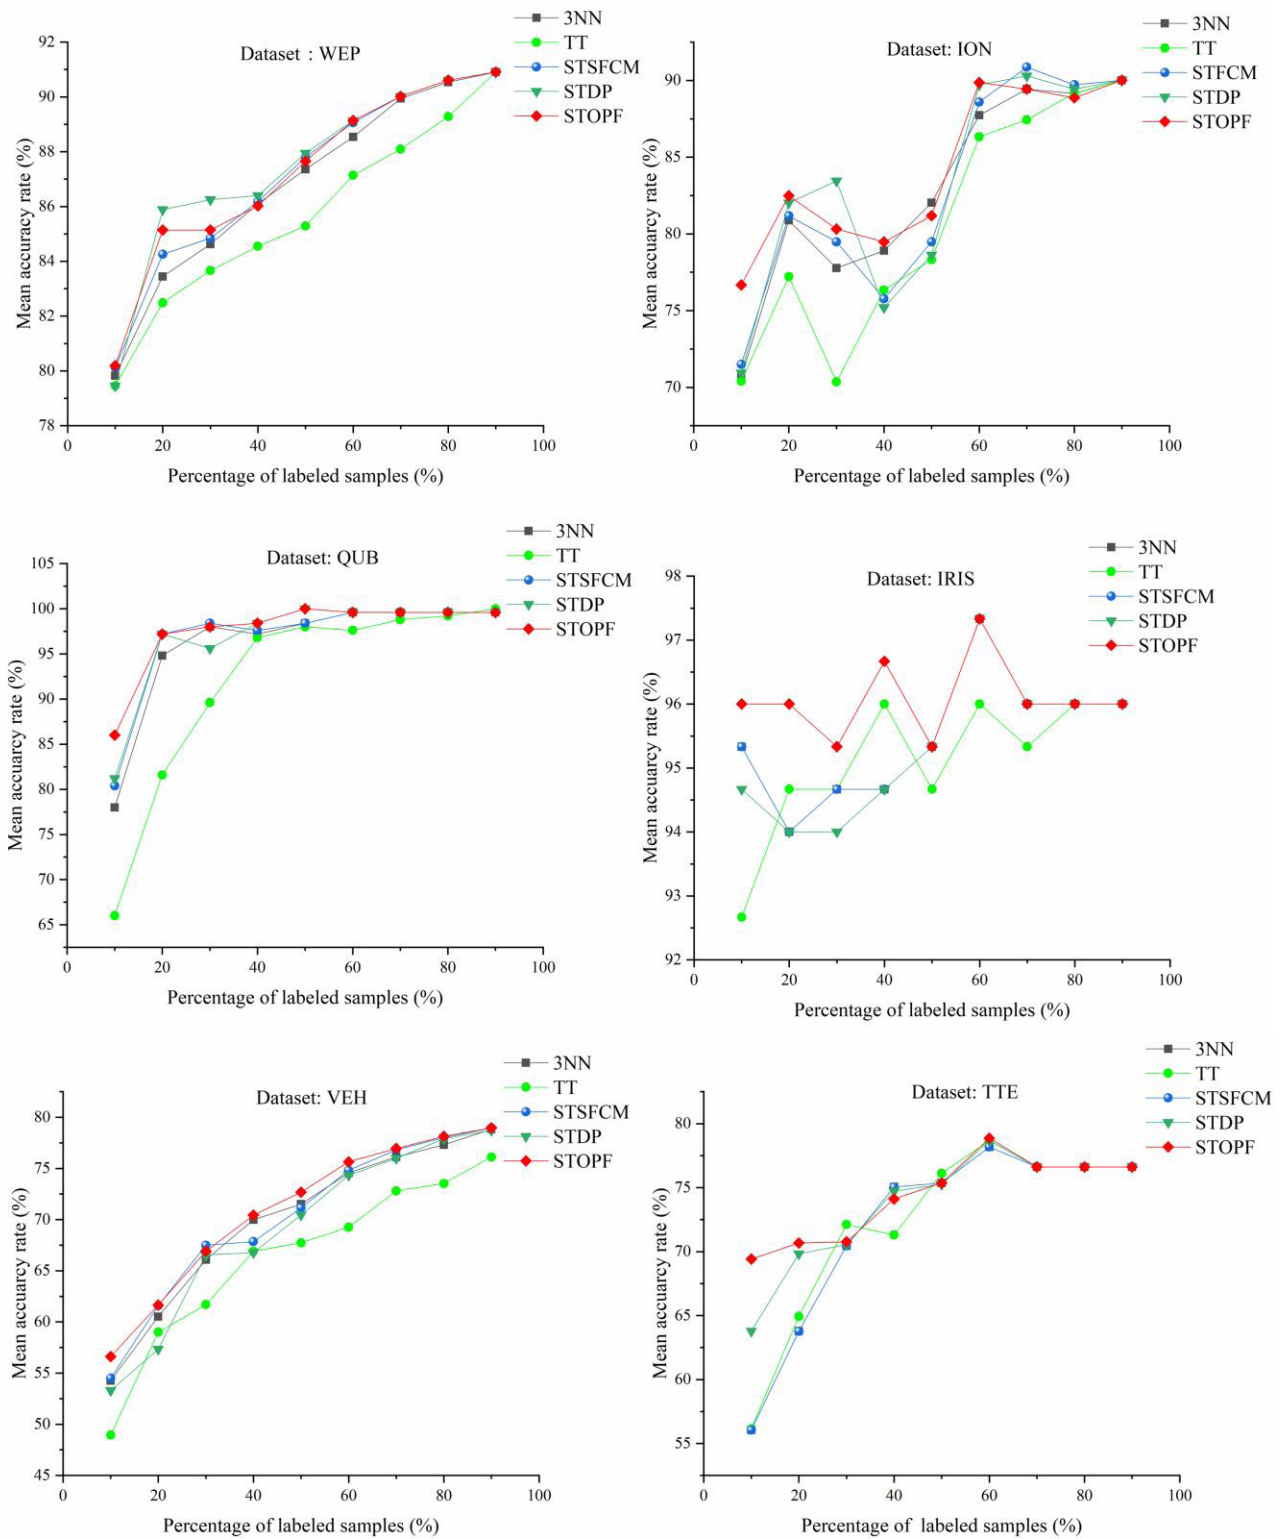 Dataset : WEP
3NN
TT
STSFCM
STDP
STOPF
Mean accuracy rate (%)
92
90
88
86
84
82
80
78
0
20
40
60
80
100
Percentage of labeled samples (%)
Dataset: ION
3NN
TT
STFCM
STDP
STOPF
Mean accuarcy rate (%)
90
85
80
75
70
0
20
40
60
80
100
Percentage of labeled samples (%)
Dataset: QUB
3NN
TT
STSFCM
STDP
STOPF
Mean accuarcy rate (%)
105
100
95
90
85
80
75
70
65
0
20
40
60
80
100
Percentage of labeled samples (%)
Dataset: IRIS
3NN
TT
STSFCM
STDP
STOPF
Mean accuarcy rate (%)
98
97
96
95
94
93
92
0
20
40
60
80
100
Percentage of labeled samples (%)
Dataset: VEH
3NN
TT
STSFCM
STDP
STOPF
Mean accuarcy rate (%)
80
75
70
65
60
55
50
45
0
20
40
60
80
100
Percentage of labeled samples (%)
Dataset: TTE
3NN
TT
STSFCM
STDP
STOPF
Mean accuarcy rate (%)
80
75
70
65
60
55
0
20
40
60
80
100
Percentage of labeled samples (%)